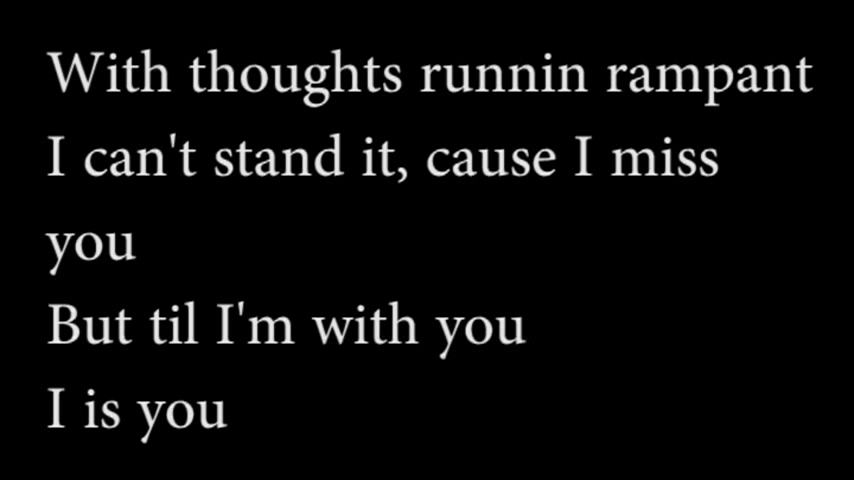 With thoughts runnin rampant
I can't stand it, cause I miss
you
But til I'm with you
I is you